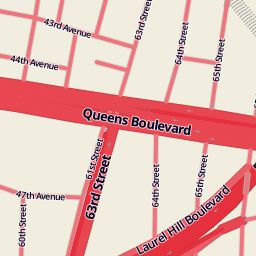 43rd Avenue
63rd Street
64th Street
65th Street
44th Avenue
Queens Boulevard
61st Street
63rd Street
64th Street
65th Street
47th Avenue
60th Street
Laurel Hill Boulevard